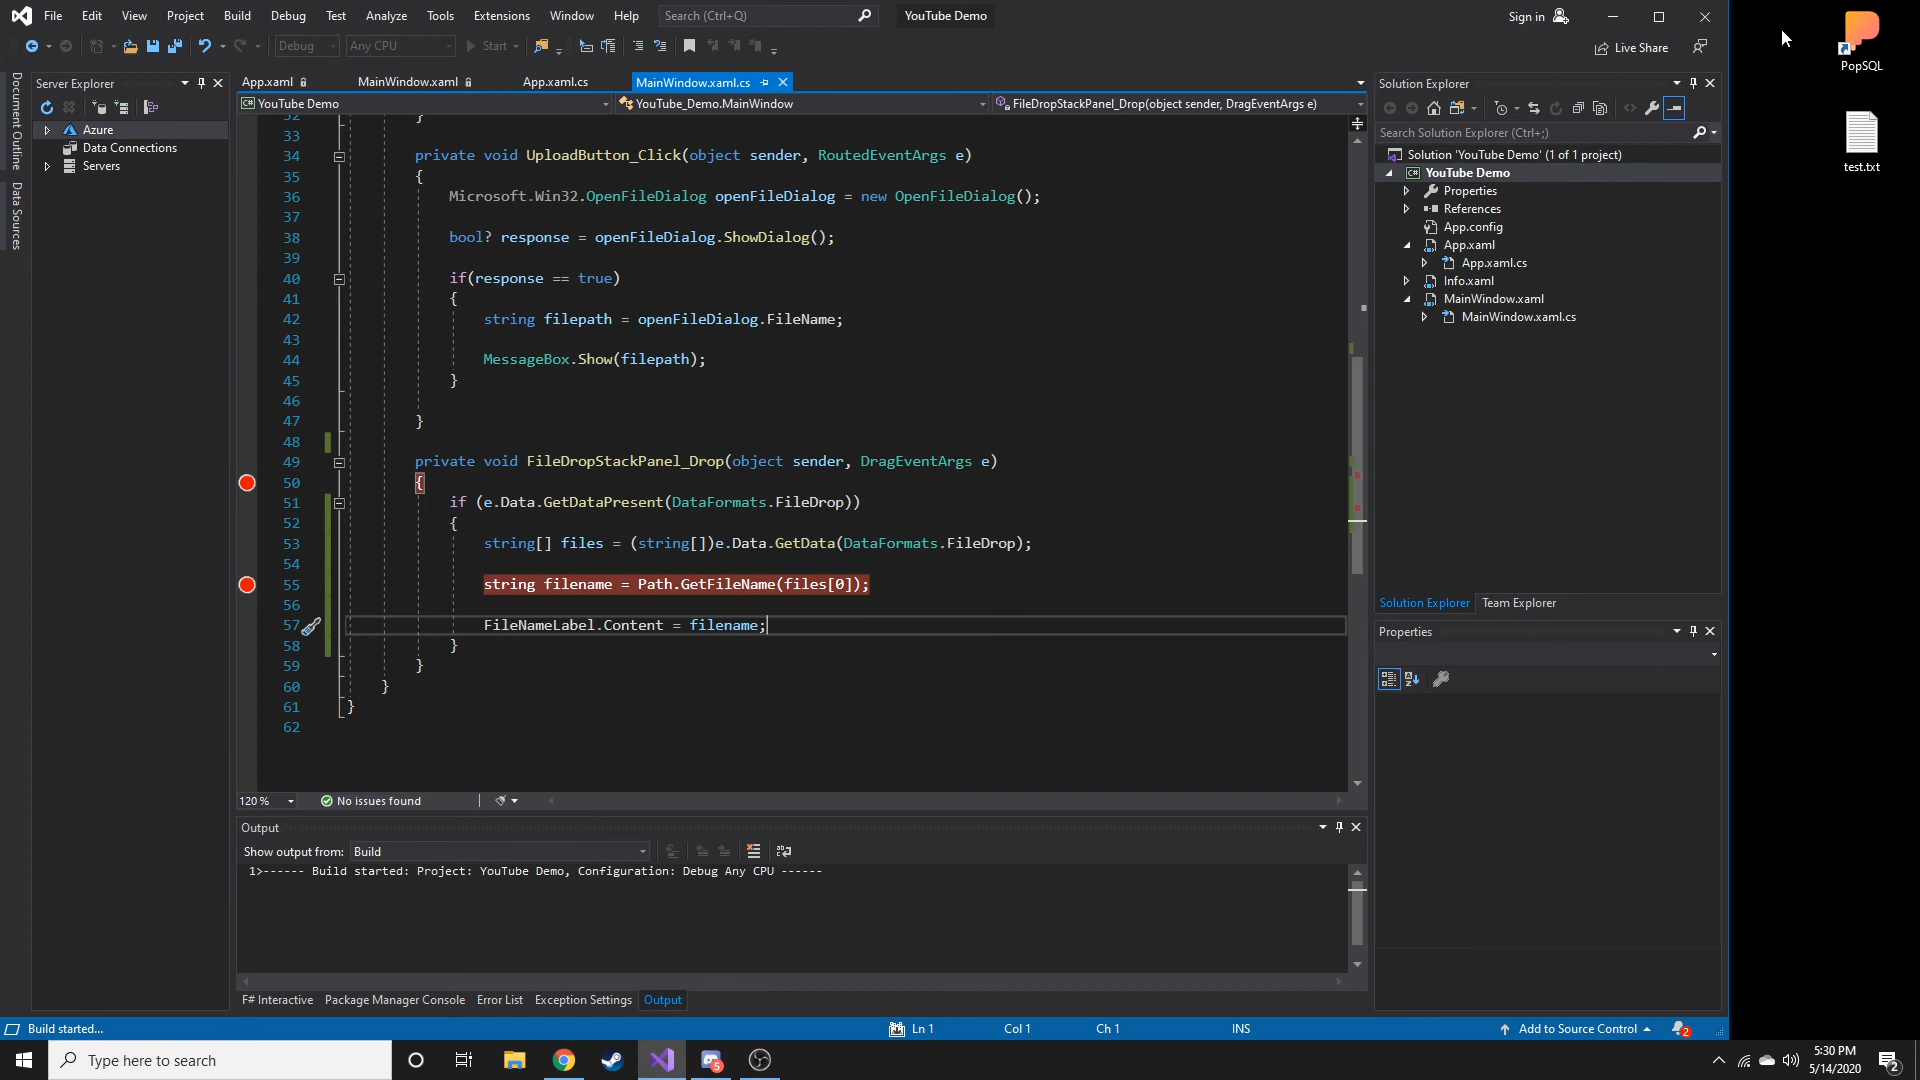 File Edit View Project Build Debug Test Analyze Tools Extensions Window Help Search (Ctrl+Q) YouTube Demo Sign in
Debug Any CPU Start Live Share
Document Outline
Data Sources
Server Explorer
Azure
Data Connections
Servers
App.xaml MainWindow.xaml App.xaml.cs MainWindow.xaml.cs
YouTube Demo YouTube_Demo.MainWindow FileDropStackPanel_Drop(object sender, DragEventArgs e)
32 }
33
34 private void UploadButton_Click(object sender, RoutedEventArgs e)
35 {
36 Microsoft.Win32.OpenFileDialog openFileDialog = new OpenFileDialog();
37
38 bool? response = openFileDialog.ShowDialog();
39
40 if(response == true)
41 {
42 string filepath = openFileDialog.FileName;
43
44 MessageBox.Show(filepath);
45 }
46
47 }
48
49 private void FileDropStackPanel_Drop(object sender, DragEventArgs e)
50 {
51 if (e.Data.GetDataPresent(DataFormats.FileDrop))
52 {
53 string[] files = (string[])e.Data.GetData(DataFormats.FileDrop);
54
55 string filename = Path.GetFileName(files[0]);
56
57 FileNameLabel.Content = filename;
58 }
59 }
60 }
61 }
62
120 % No issues found
Output
Show output from: Build
1>------ Build started: Project: YouTube Demo, Configuration: Debug Any CPU ------
F# Interactive Package Manager Console Error List Exception Settings Output
Solution Explorer
Search Solution Explorer (Ctrl+;)
Solution 'YouTube Demo' (1 of 1 project)
C# YouTube Demo
Properties
References
App.config
App.xaml
App.xaml.cs
Info.xaml
MainWindow.xaml
MainWindow.xaml.cs
Solution Explorer Team Explorer
Properties
PopSQL
test.txt
Build started... Ln 1 Col 1 Ch 1 INS Add to Source Control 2
Type here to search 5
5:30 PM
5/14/2020
2